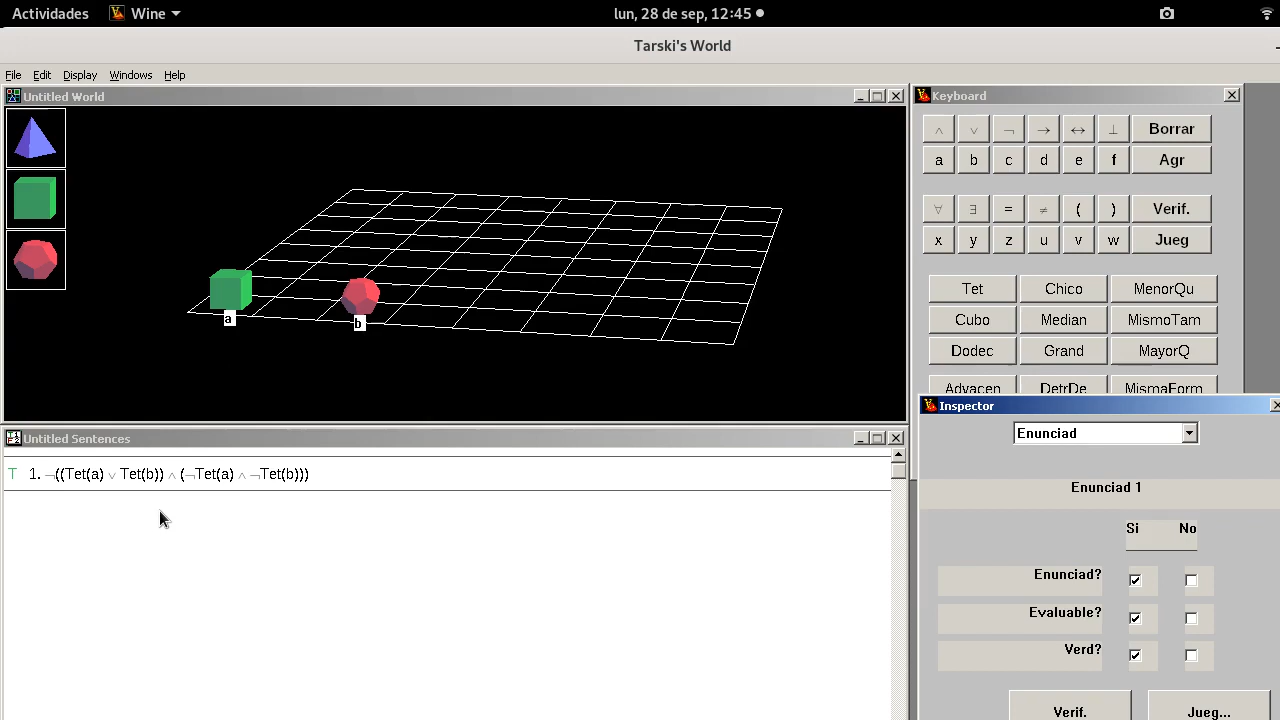 Actividades Wine lun, 28 de sep, 12:45
Tarski's World
File Edit Display Windows Help
Untitled World
a
b
Keyboard
∧ ∨ ¬ → ↔ ⊥ Borrar
a b c d e f Agr
∀ ∃ = ≠ ( ) Verif.
x y z u v w Jueg
Tet Chico MenorQu
Cubo Median MismoTam
Dodec Grand MayorQ
Advacen DetrDe MismaForm
Untitled Sentences
T 1. ¬((Tet(a) ∨ Tet(b)) ∧ (¬Tet(a) ∧ ¬Tet(b)))
Inspector
Enunciad
Enunciad 1
Si No
Enunciad?
Evaluable?
Verd?
Verif. Jueg...